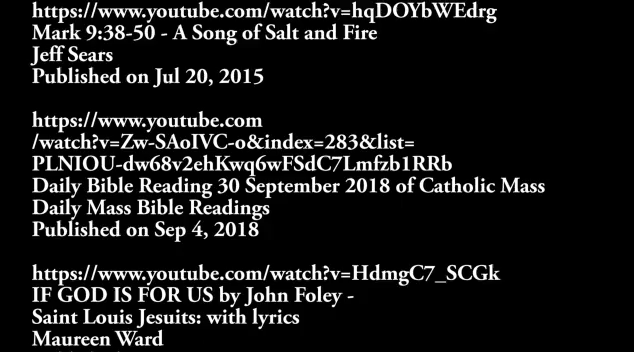 https://www.youtube.com/watch?v=hqDOYbWEdrg
Mark 9:38-50 - A Song of Salt and Fire
Jeff Sears
Published on Jul 20, 2015
https://www.youtube.com
/watch?v=Zw-SAoIVC-o&index=283&list=
PLNIOU-dw68v2ehKwq6wFSdC7Lmfzb1RRb
Daily Bible Reading 30 September 2018 of Catholic Mass
Daily Mass Bible Readings
Published on Sep 4, 2018
https://www.youtube.com/watch?v=HdmgC7_SCGk
IF GOD IS FOR US by John Foley -
Saint Louis Jesuits: with lyrics
Maureen Ward